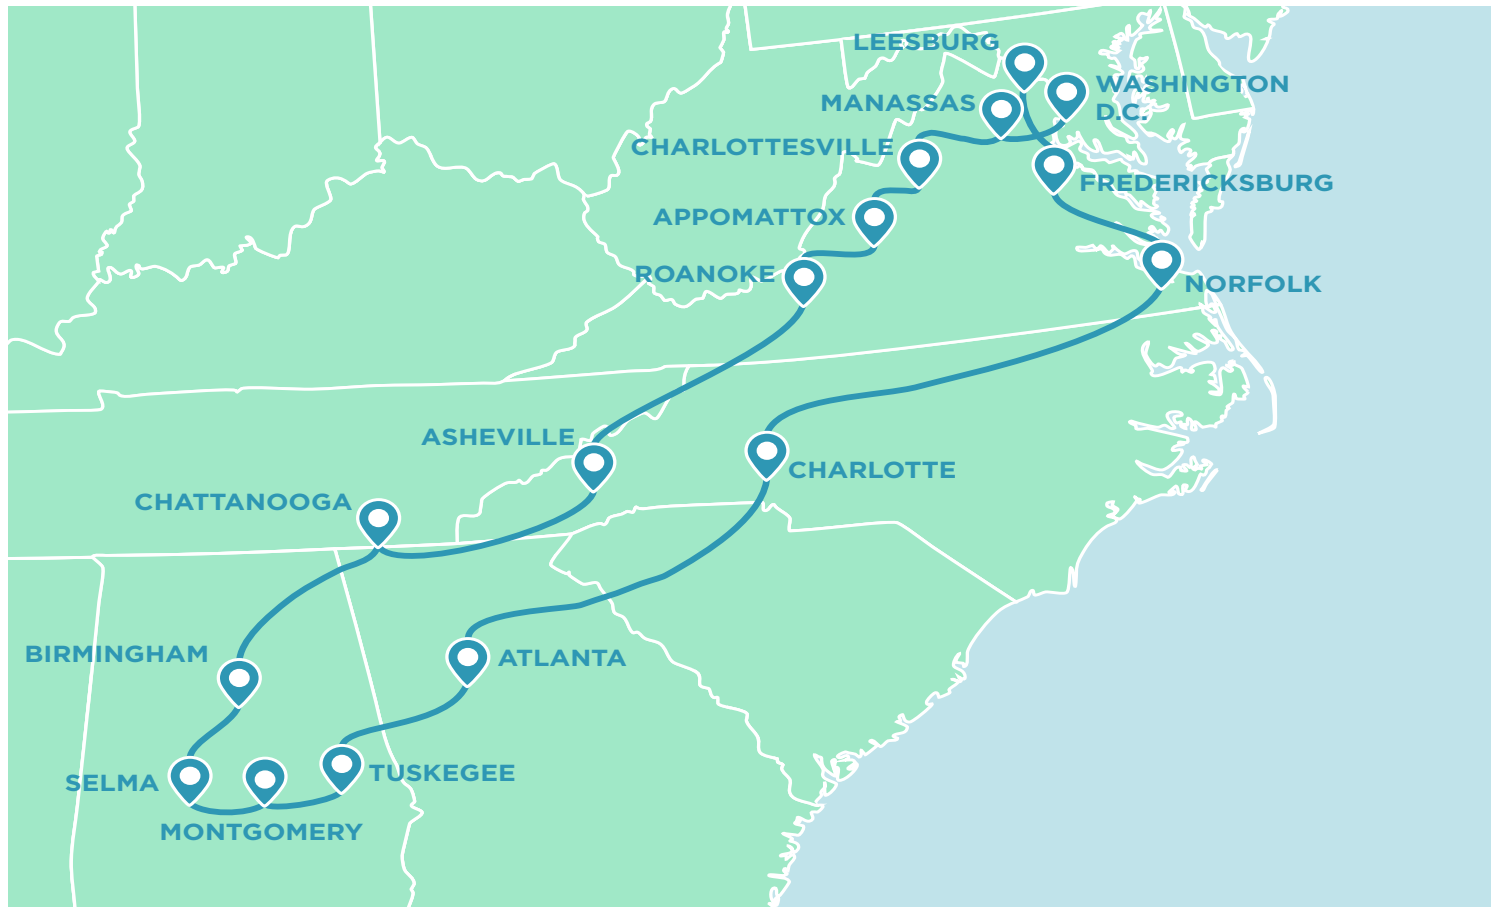 LEESBURG
WASHINGTON
D.C.
MANASSAS
CHARLOTTESVILLE
FREDERICKSBURG
APPOMATTOX
ROANOKE
NORFOLK
ASHEVILLE
CHARLOTTE
CHATTANOOGA
BIRMINGHAM
ATLANTA
TUSKEGEE
SELMA
MONTGOMERY